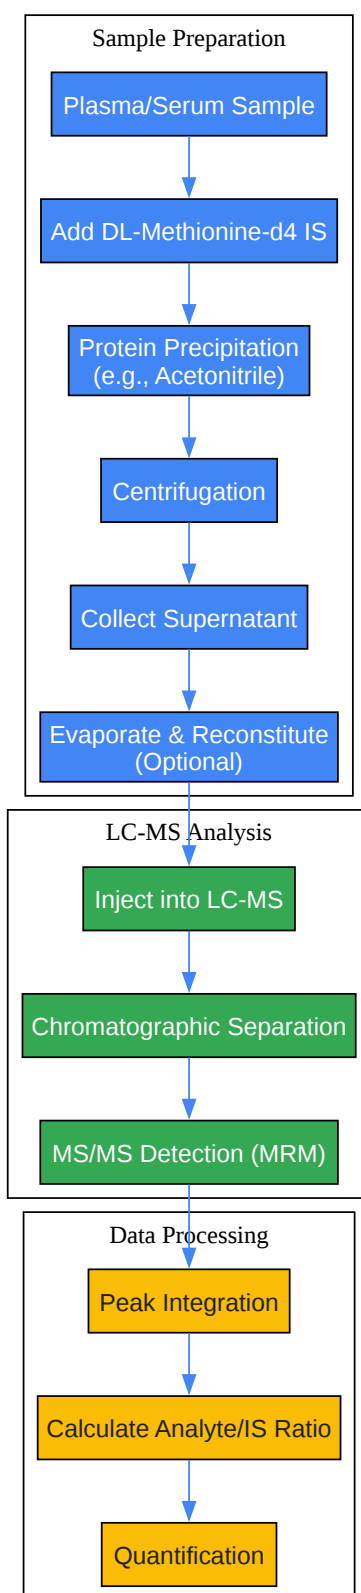 Sample Preparation
Plasma/Serum Sample
Add DL-Methionine-d4 IS
Protein Precipitation
(e.g., Acetonitrile)
Centrifugation
Collect Supernatant
Evaporate & Reconstitute
(Optional)
LC-MS Analysis
Inject into LC-MS
Chromatographic Separation
MS/MS Detection (MRM)
Data Processing
Peak Integration
Calculate Analyte/IS Ratio
Quantification